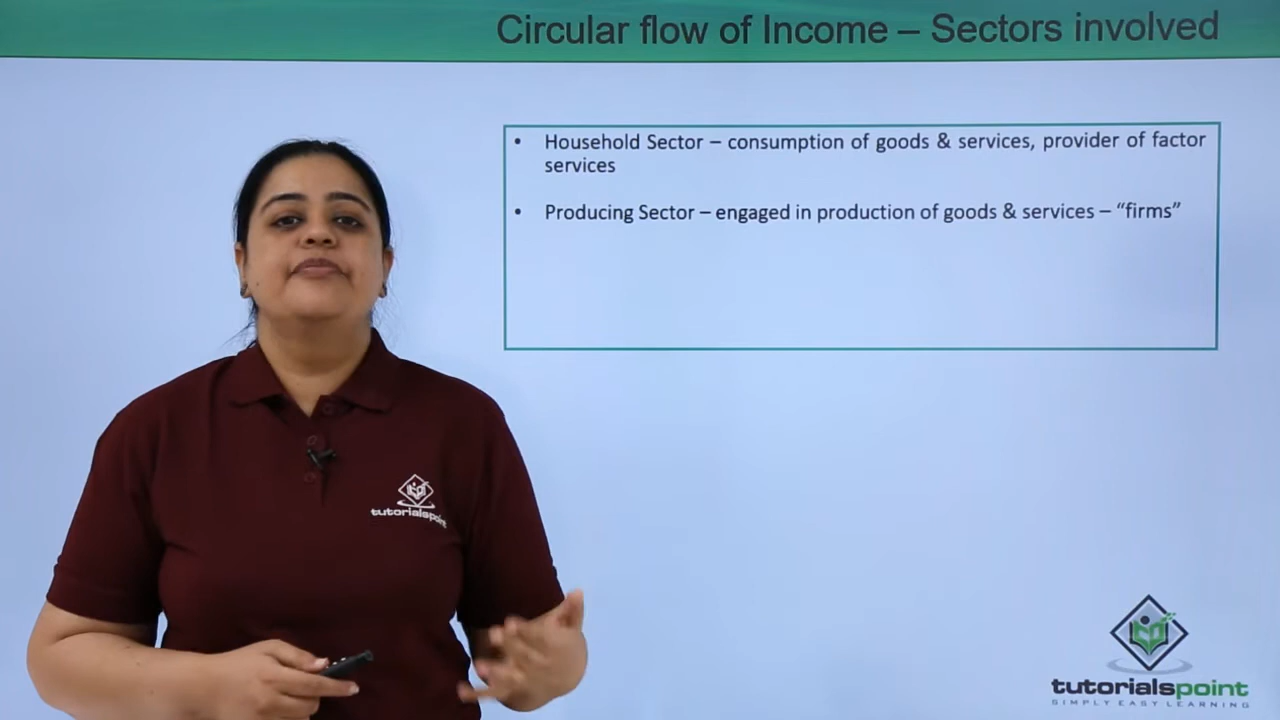 Circular flow of Income – Sectors involved
• Household Sector – consumption of goods & services, provider of factor
services
• Producing Sector – engaged in production of goods & services – “firms”
tutorialspoint
tutorialspoint
SIMPLY EASY LEARNING